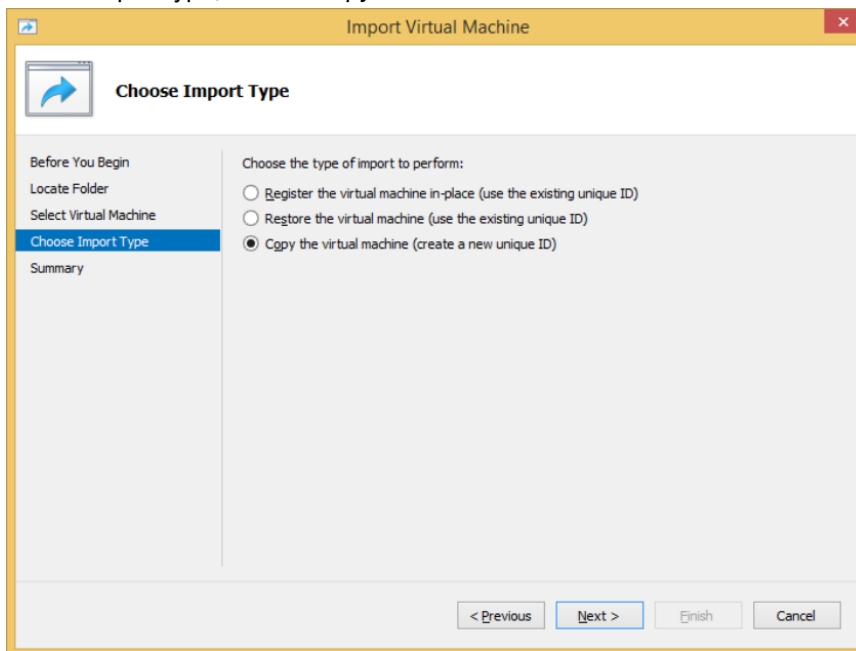 Import Virtual Machine
Choose Import Type
Before You Begin
Locate Folder
Select Virtual Machine
Choose Import Type
Summary
Choose the type of import to perform:
Register the virtual machine in-place (use the existing unique ID)
Restore the virtual machine (use the existing unique ID)
Copy the virtual machine (create a new unique ID)
< Previous
Next >
Finish
Cancel